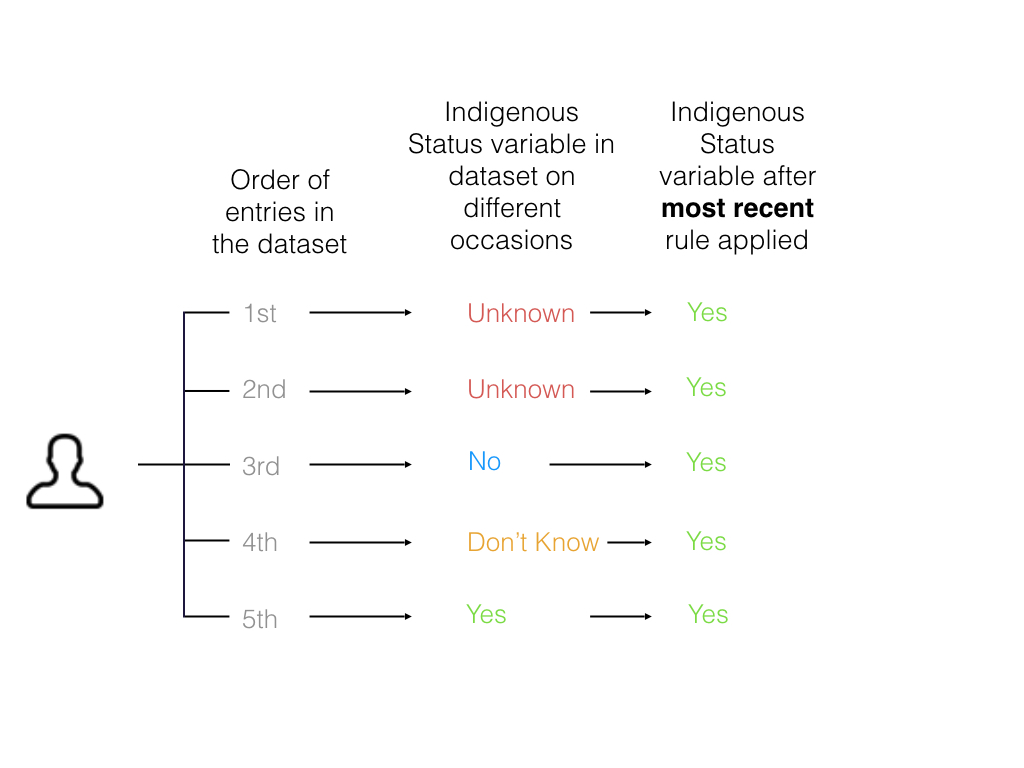 Order of
entries in
the dataset
Indigenous
Status variable in
dataset on
different
occasions
Indigenous
Status
variable after
most recent
rule applied
1st
Unknown
Yes
2nd
Unknown
Yes
3rd
No
Yes
4th
Don’t Know
Yes
5th
Yes
Yes